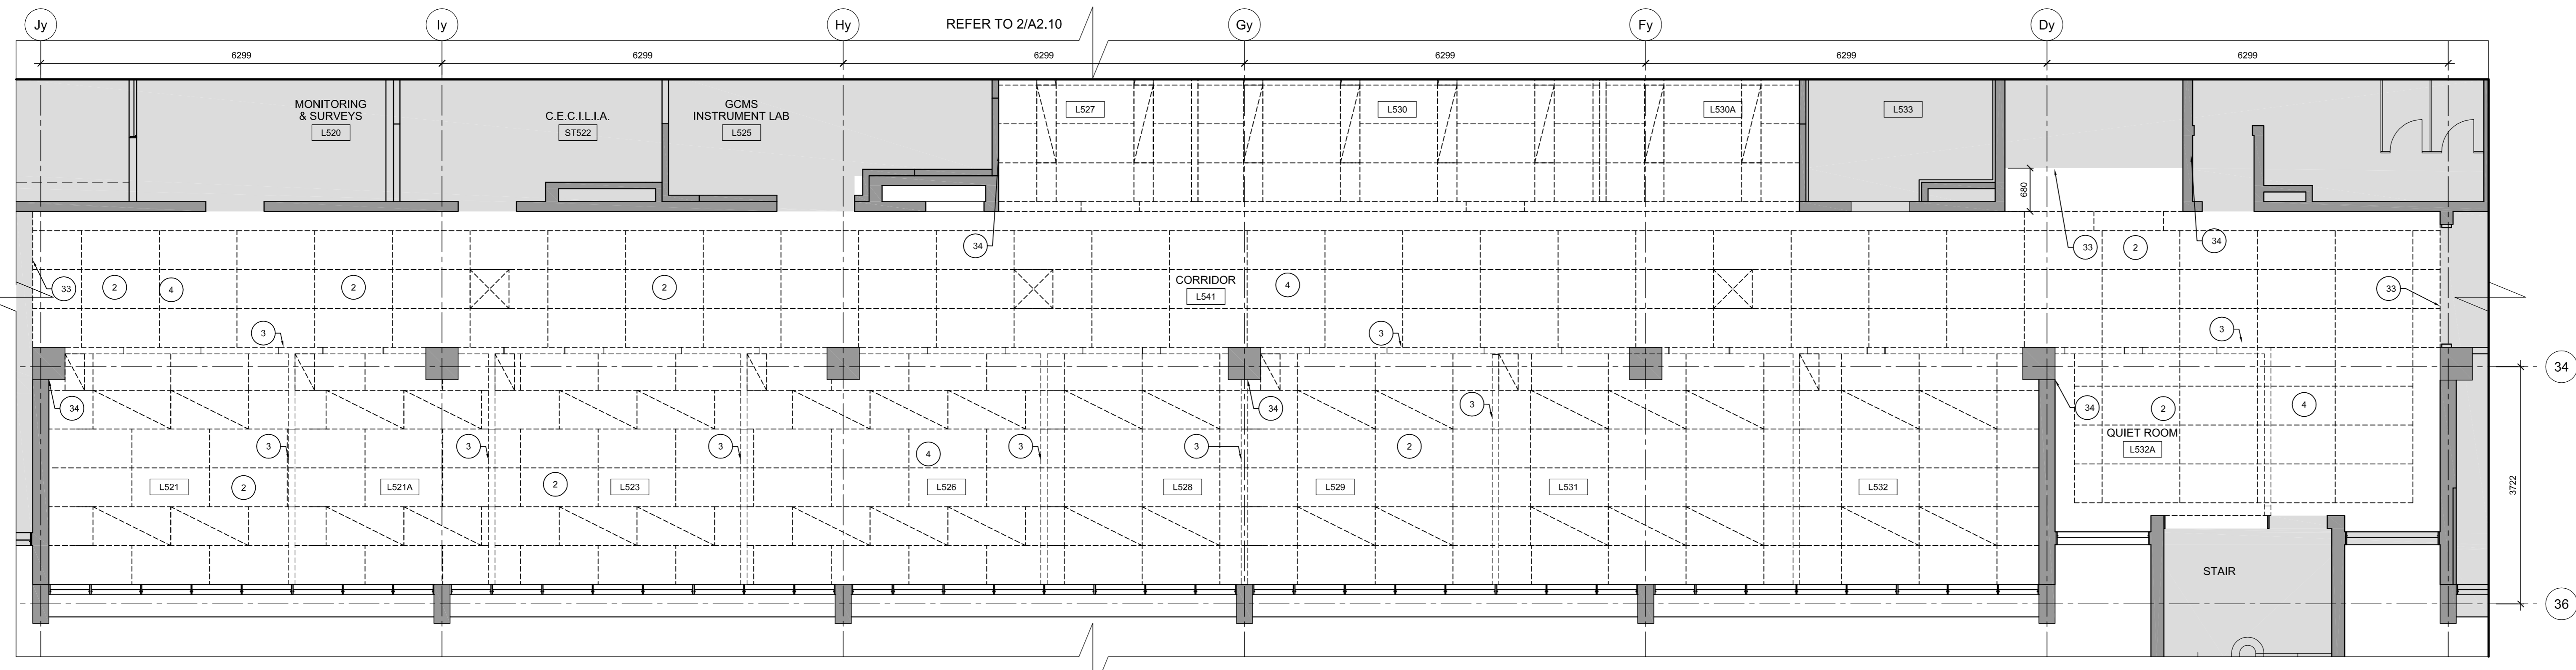 Jy
Iy
Hy
REFER TO 2/A2.10
Gy
Fy
Dy
6299
6299
6299
6299
6299
6299
MONITORING
& SURVEYS
L520
C.E.C.I.L.I.A.
ST522
GCMS
INSTRUMENT LAB
L525
L527
L530
L530A
L533
680
34
33
2
34
33
2
4
2
2
CORRIDOR
L541
4
33
3
3
3
34
34
3
34
2
4
34
3
3
3
4
3
3
2
QUIET ROOM
L532A
L521
2
L521A
2
L523
L526
L528
L529
L531
L532
3722
STAIR
36